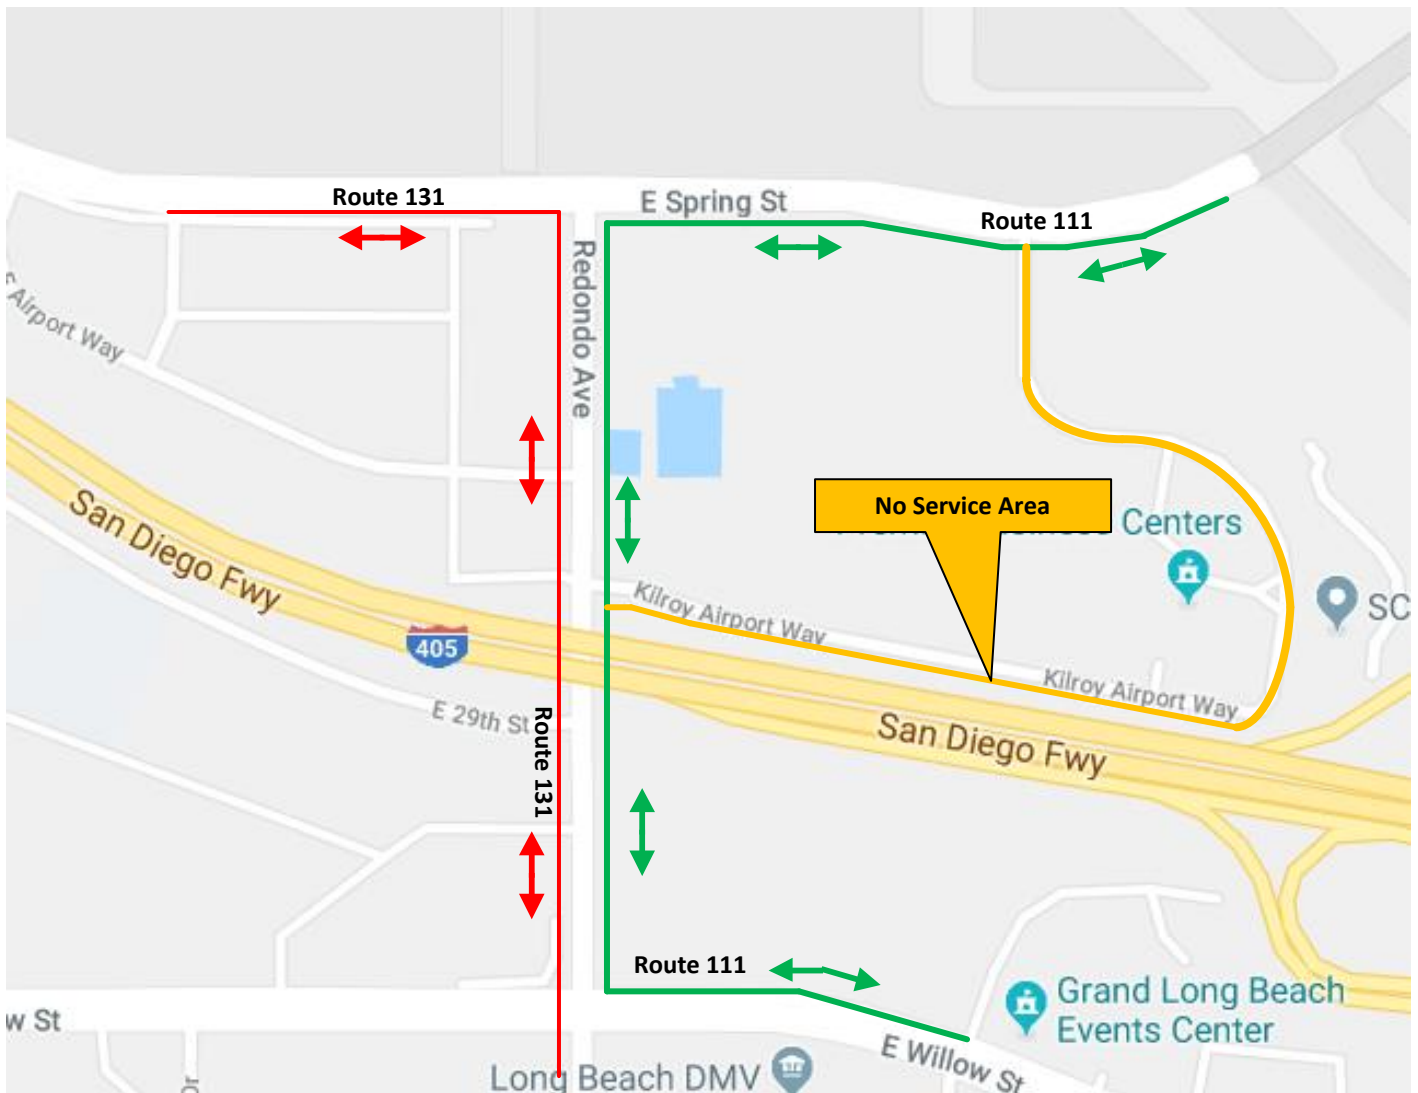 Route 131
E Spring St
Route 111
Redondo Ave
Airport Way
No Service Area
Centers
San Diego Fwy
Kilroy Airport Way
SC
405
Kilroy Airport Way
E 29th St
Route 131
San Diego Fwy
Route 111
Grand Long Beach
Events Center
w St
E Willow St
Long Beach DMV